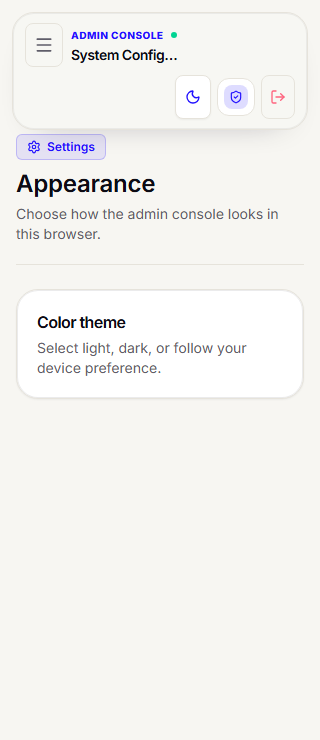 ADMIN CONSOLE
System Config...
Settings
Appearance
Choose how the admin console looks in
this browser.
Color theme
Select light, dark, or follow your
device preference.